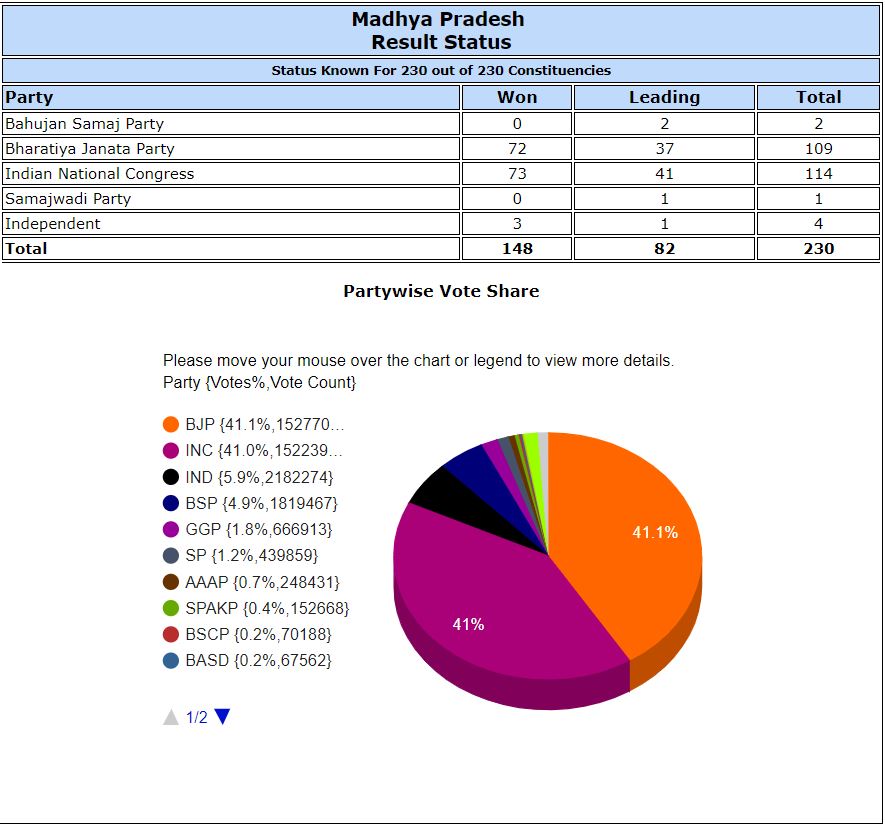 Madhya Pradesh
Result Status
Status Known For 230 out of 230 Constituencies
Party Won Leading Total
Bahujan Samaj Party 0 2 2
Bharatiya Janata Party 72 37 109
Indian National Congress 73 41 114
Samajwadi Party 0 1 1
Independent 3 1 4
Total 148 82 230
Partywise Vote Share
Please move your mouse over the chart or legend to view more details.
Party {Votes%,Vote Count}
BJP {41.1%,152770...
INC {41.0%,152239...
IND {5.9%,2182274}
BSP {4.9%,1819467}
GGP {1.8%,666913}
SP {1.2%,439859}
AAAP {0.7%,248431}
SPAKP {0.4%,152668}
BSCP {0.2%,70188}
BASD {0.2%,67562}
1/2
41.1%
41%